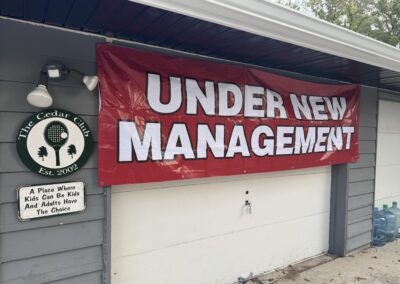 UNDER NEW
MANAGEMENT
The Cedar Club
Est. 2002
A Place Where
Kids Can Be Kids
And Adults Have
The Choice